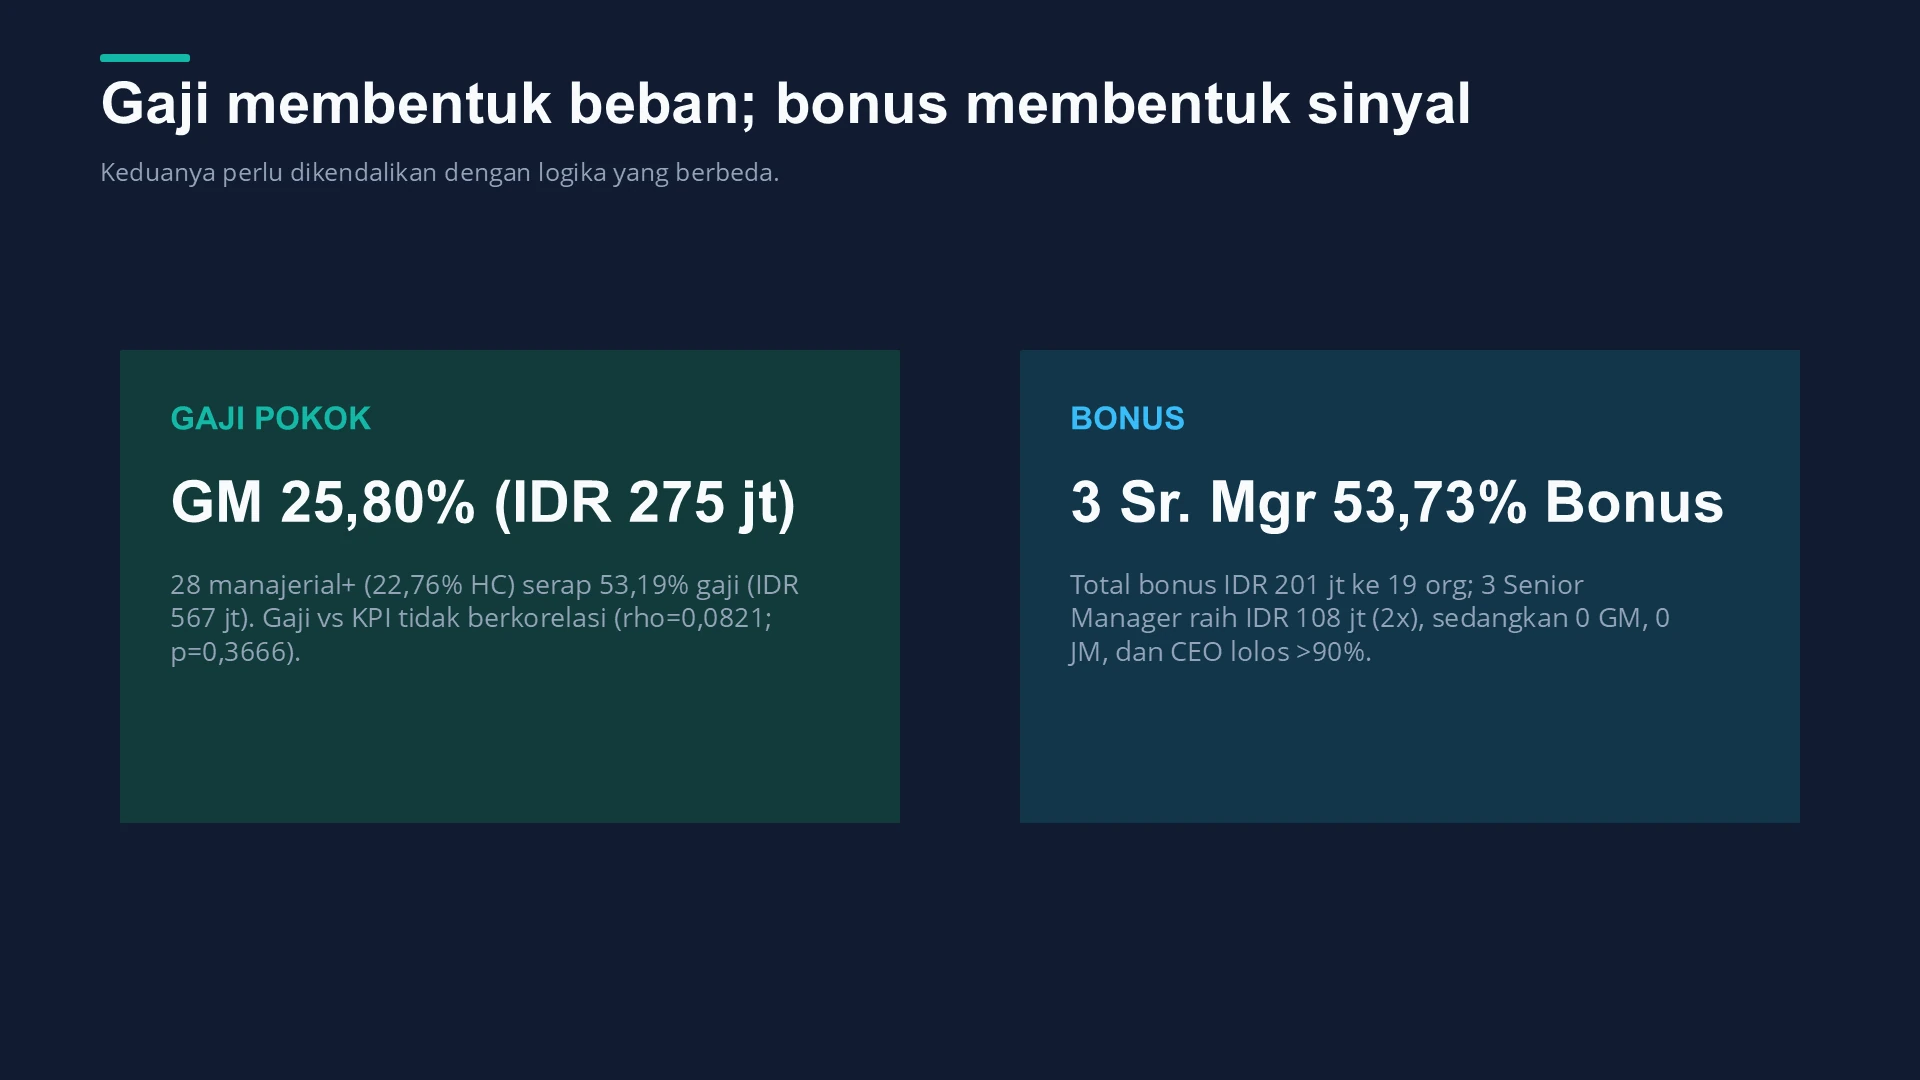 Gaji membentuk beban; bonus membentuk sinyal
Keduanya perlu dikendalikan dengan logika yang berbeda.
GAJI POKOK
GM 25,80% (IDR 275 jt)
28 manajerial+ (22,76% HC) serap 53,19% gaji (IDR
567 jt). Gaji vs KPI tidak berkorelasi (rho=0,0821;
p=0,3666).
BONUS
3 Sr. Mgr 53,73% Bonus
Total bonus IDR 201 jt ke 19 org; 3 Senior
Manager raih IDR 108 jt (2x), sedangkan 0 GM, 0
JM, dan CEO lolos >90%.